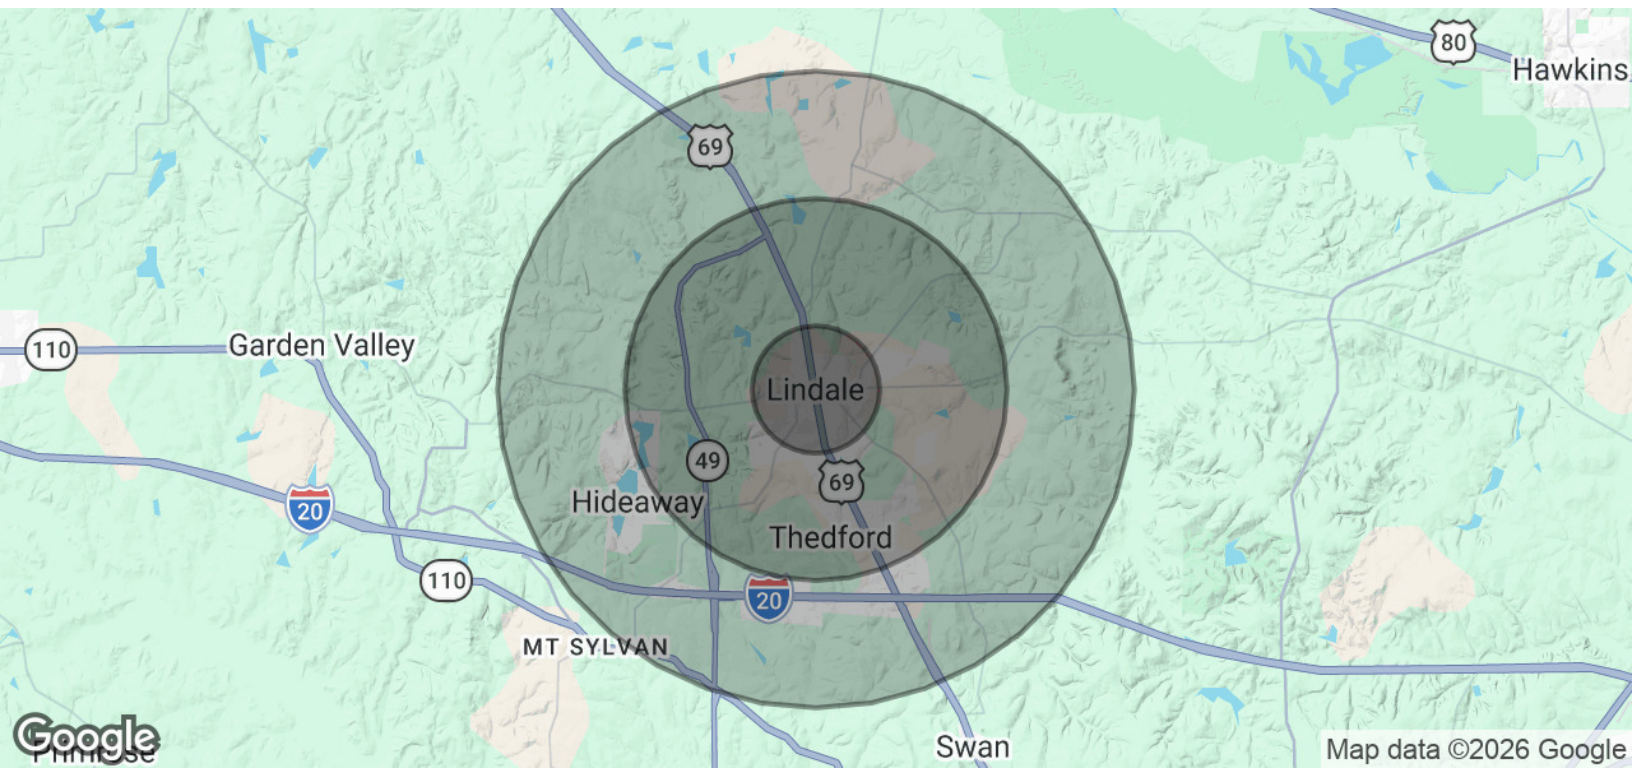 80
Hawkins
69
110
Garden Valley
Lindale
49
69
Hideaway
20
Thedford
110
20
MT SYLVAN
Google
Primrose
Swan
Map data ©2026 Google